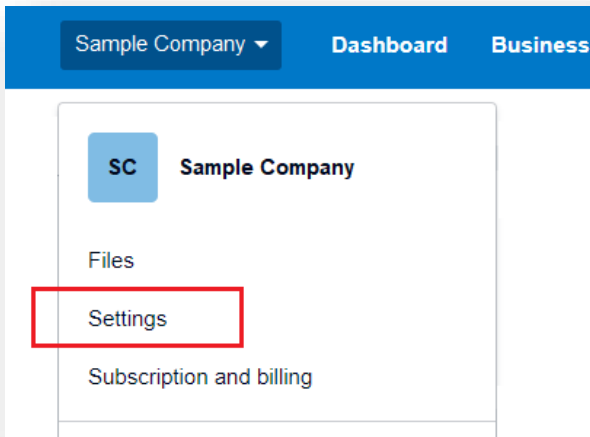 Sample Company Dashboard Business
SC Sample Company
Files
Settings
Subscription and billing